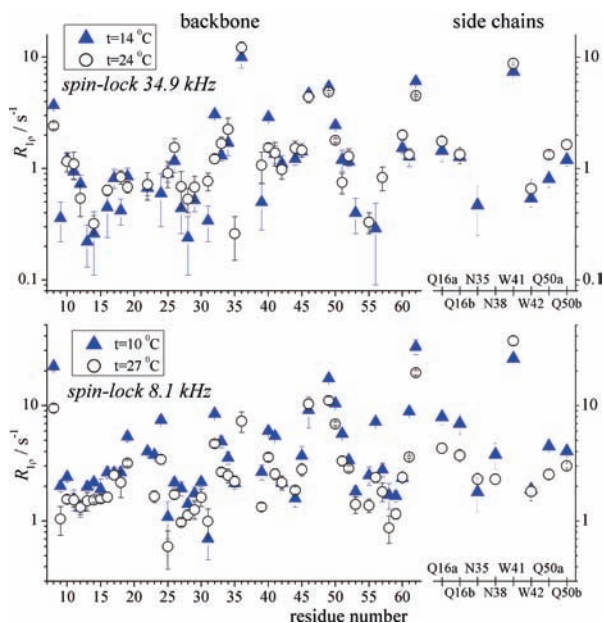 backbone side chains
t=14 °C
t=24 °C
spin-lock 34.9 kHz
R1ρ / s-1
10
1
0.1
10
1
0.1
10 15 20 25 30 35 40 45 50 55 60
Q16a N35 W41 Q50a
Q16b N38 W42 Q50b
t=10 °C
t=27 °C
spin-lock 8.1 kHz
R1ρ / s-1
10
1
10
1
10 15 20 25 30 35 40 45 50 55 60
Q16a N35 W41 Q50a
Q16b N38 W42 Q50b
residue number